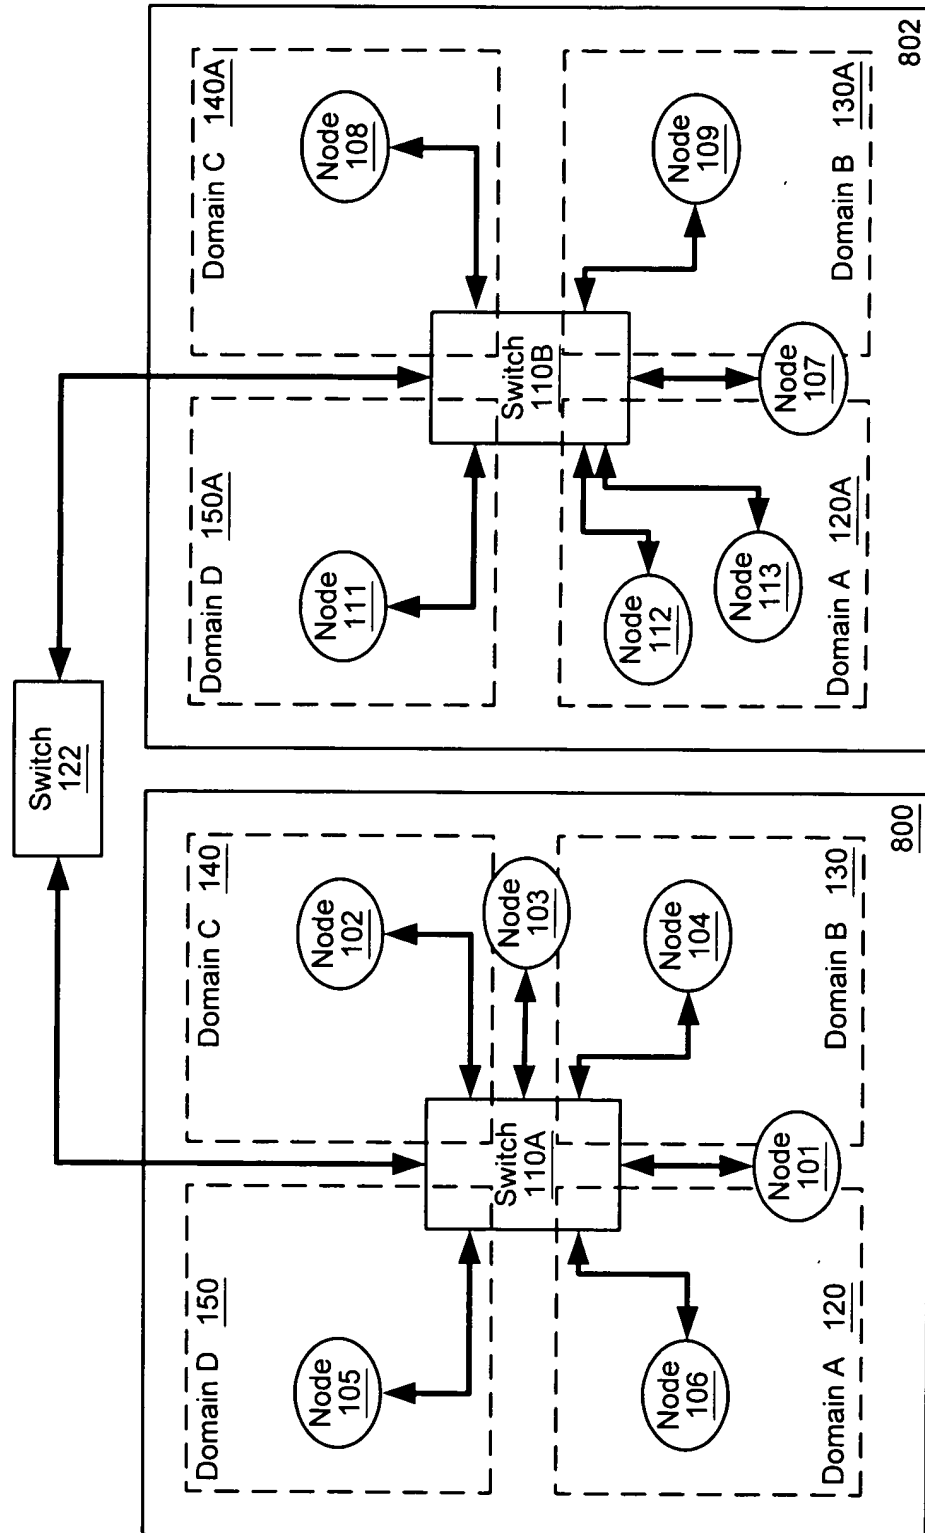 Switch
122
Domain D 150
Node
105
Domain C 140
Node
102
Switch
110A
Node
103
Node
106
Domain A 120
Node
101
Node
104
Domain B 130
800
Domain D 150A
Node
111
Domain C 140A
Node
108
Switch
110B
Node
112
Node
113
Domain A 120A
Node
107
Node
109
Domain B 130A
802